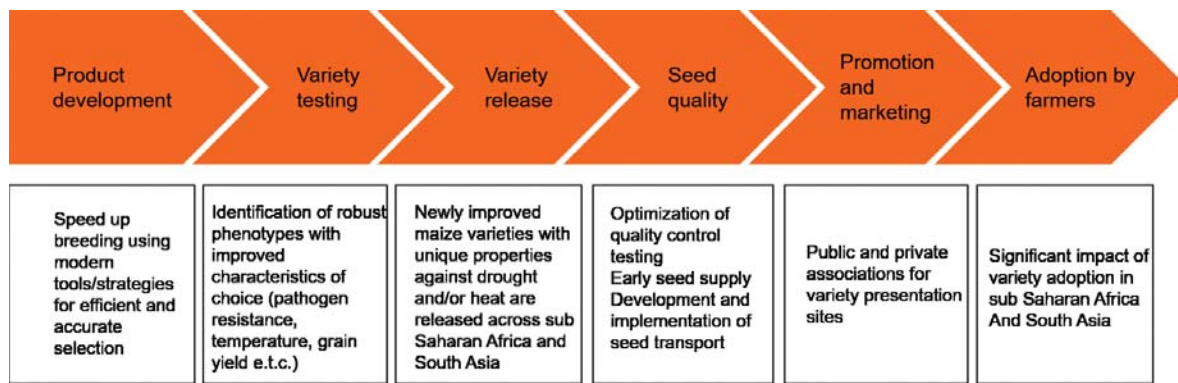 Product
development
Variety
testing
Variety
release
Seed
quality
Promotion
and
marketing
Adoption by
farmers
Speed up
breeding using
modern
tools/strategies
for efficient and
accurate
selection
Identification of robust
phenotypes with
improved
characteristics of
choice (pathogen
resistance,
temperature, grain
yield e.t.c.)
Newly improved
maize varieties with
unique properties
against drought
and/or heat are
released across sub
Saharan Africa and
South Asia
Optimization of
quality control
testing
Early seed supply
Development and
implementation of
seed transport
Public and private
associations for
variety presentation
sites
Significant impact of
variety adoption in
sub Saharan Africa
And South Asia